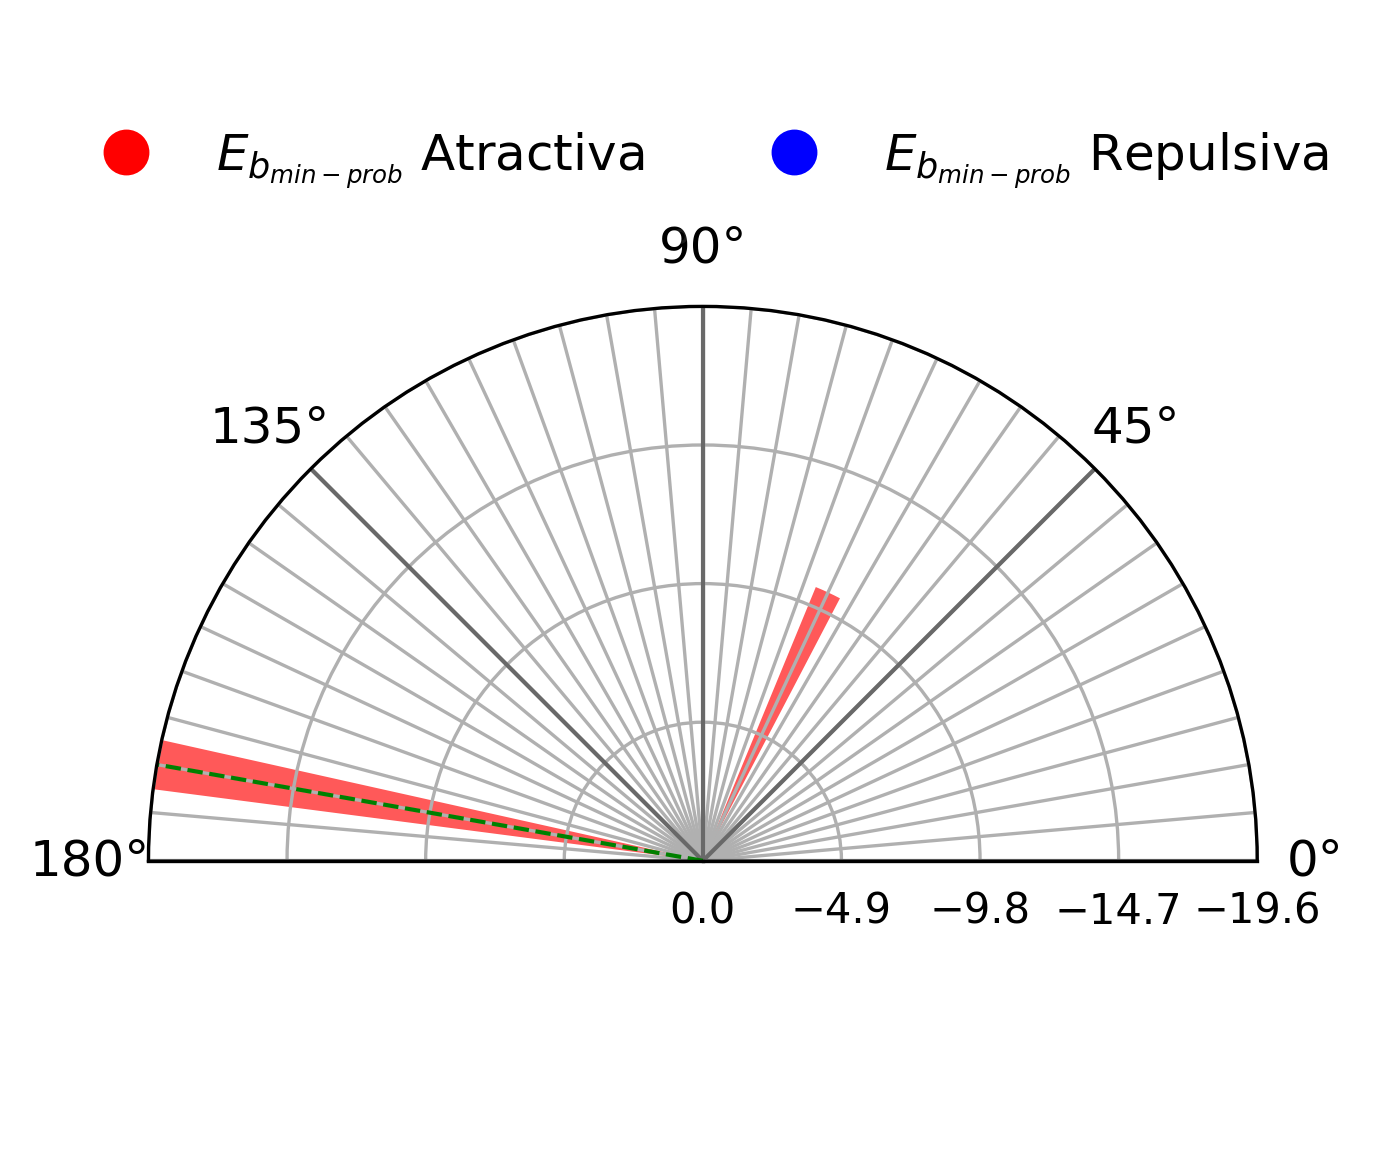 E_{b_{min−prob}} Atractiva E_{b_{min−prob}} Repulsiva
90°
135° 45°
180° 0°
0.0 −4.9 −9.8 −14.7 −19.6